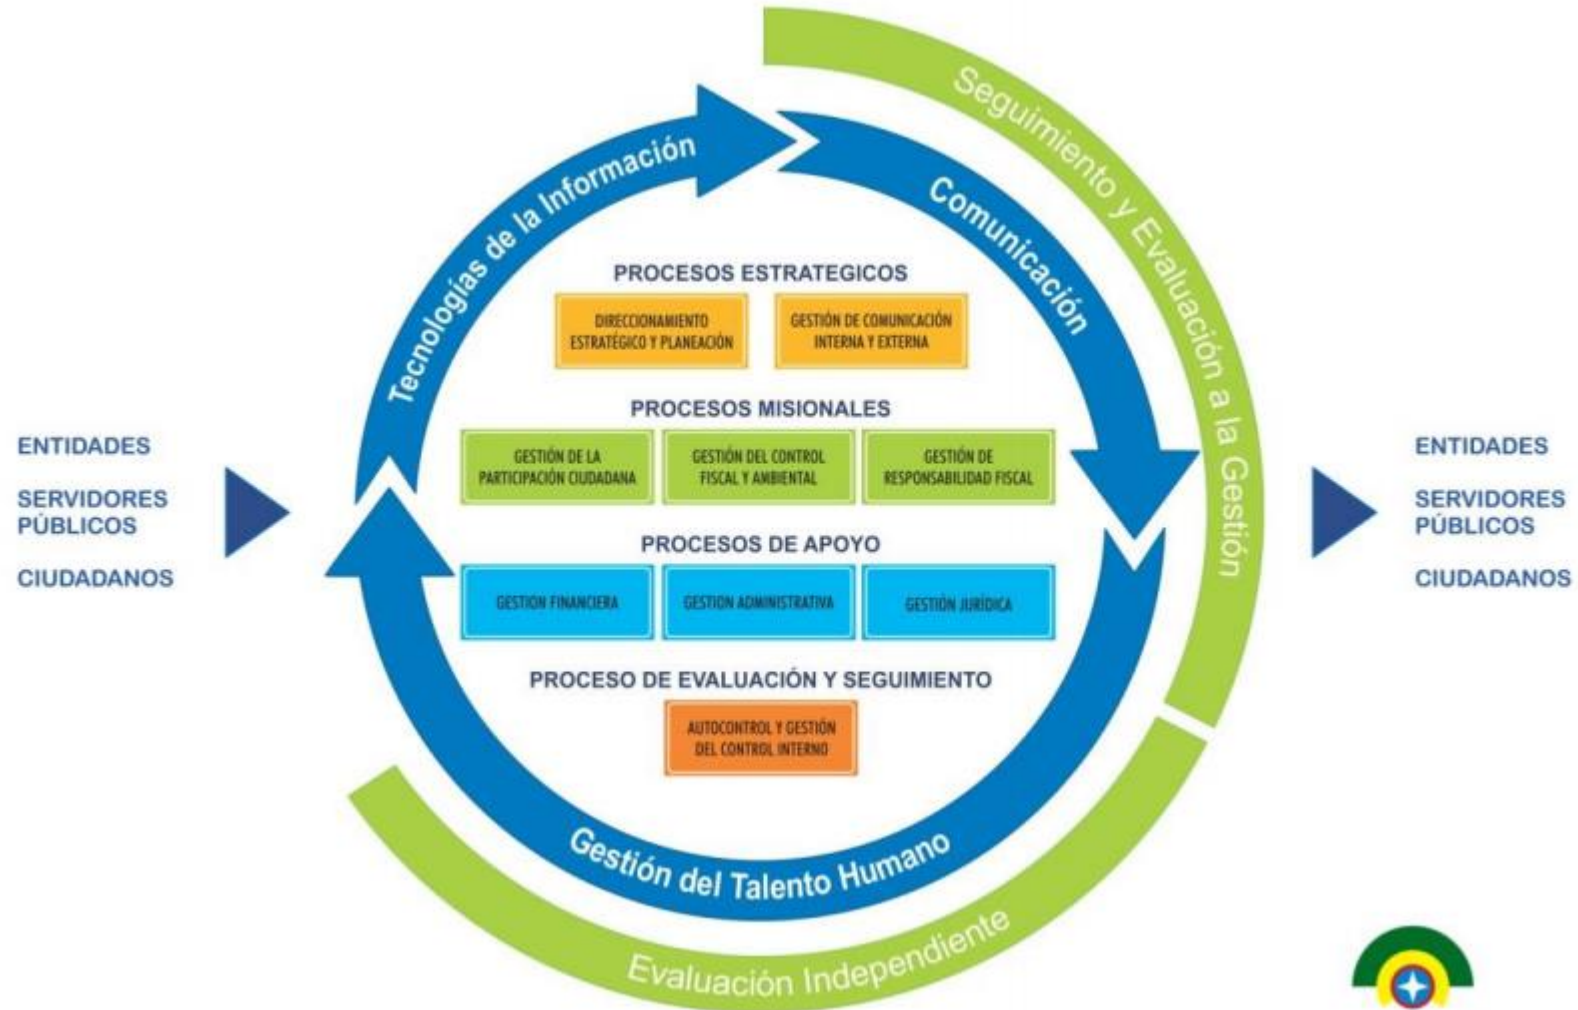 Seguimiento y Evaluación a la Gestión
Tecnologías de la Información
Comunicación
PROCESOS ESTRATEGICOS
DIRECCIONAMIENTO
ESTRATÉGICO Y PLANEACIÓN
GESTIÓN DE COMUNICACIÓN
INTERNA Y EXTERNA
PROCESOS MISIONALES
GESTIÓN DE LA
PARTICIPACIÓN CIUDADANA
GESTIÓN DEL CONTROL
FISCAL Y AMBIENTAL
GESTIÓN DE
RESPONSABILIDAD FISCAL
ENTIDADES
SERVIDORES
PÚBLICOS
CIUDADANOS
ENTIDADES
SERVIDORES
PÚBLICOS
CIUDADANOS
PROCESOS DE APOYO
GESTION FINANCIERA
GESTION ADMINISTRATIVA
GESTIÓN JURÍDICA
PROCESO DE EVALUACIÓN Y SEGUIMIENTO
AUTOCONTROL Y GESTIÓN
DEL CONTROL INTERNO
Gestión del Talento Humano
Evaluación Independiente